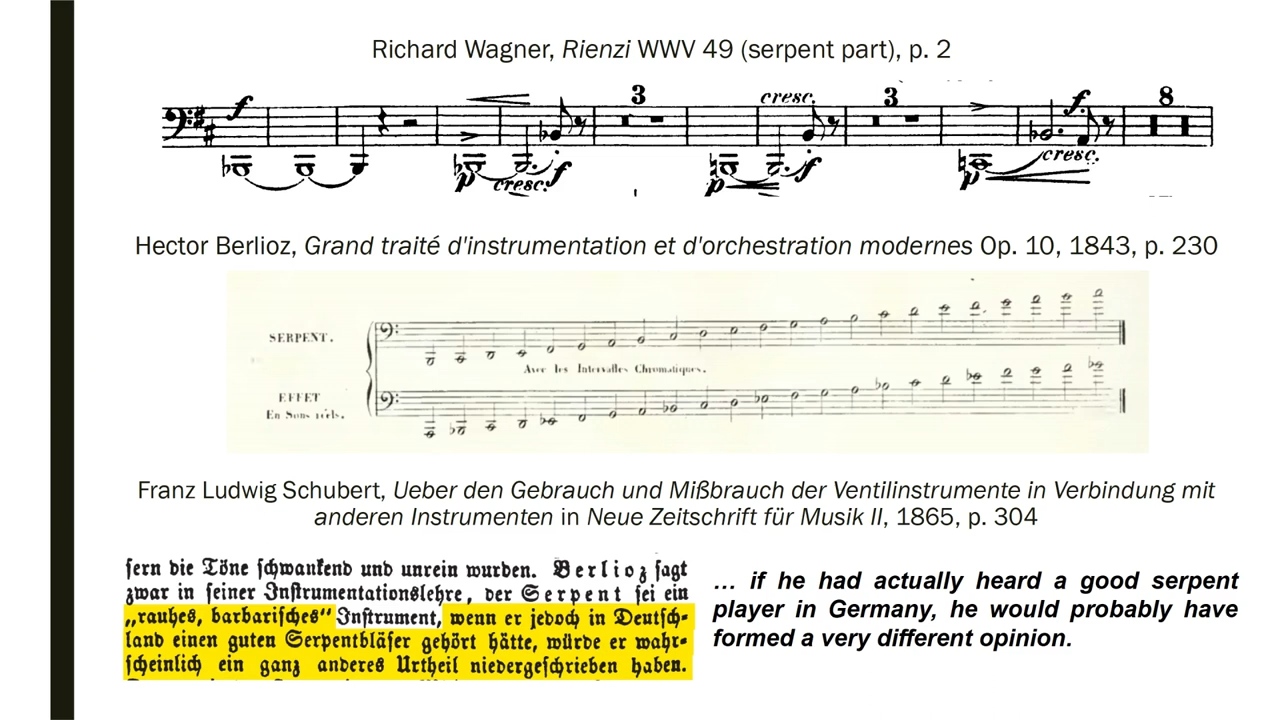 Richard Wagner, Rienzi WWV 49 (serpent part), p. 2
f 3 cresc. 3 f 8
p cresc. f p f p cresc.
Hector Berlioz, Grand traité d'instrumentation et d'orchestration modernes Op. 10, 1843, p. 230
SERPENT.
Avec les Intervalles Chromatiques.
EFFET
En Sons réels.
Franz Ludwig Schubert, Ueber den Gebrauch und Mißbrauch der Ventilinstrumente in Verbindung mit
anderen Instrumenten in Neue Zeitschrift für Musik II, 1865, p. 304
sern die Töne schwankend und unrein wurden. Berlioz sagt
zwar in seiner Instrumentationslehre, der Serpent sei ein
„rauhes, barbarisches“ Instrument, wenn er jedoch in Deutsch-
land einen guten Serpentbläser gehört hätte, würde er wahr-
scheinlich ein ganz anderes Urtheil niedergeschrieben haben.
... if he had actually heard a good serpent
player in Germany, he would probably have
formed a very different opinion.